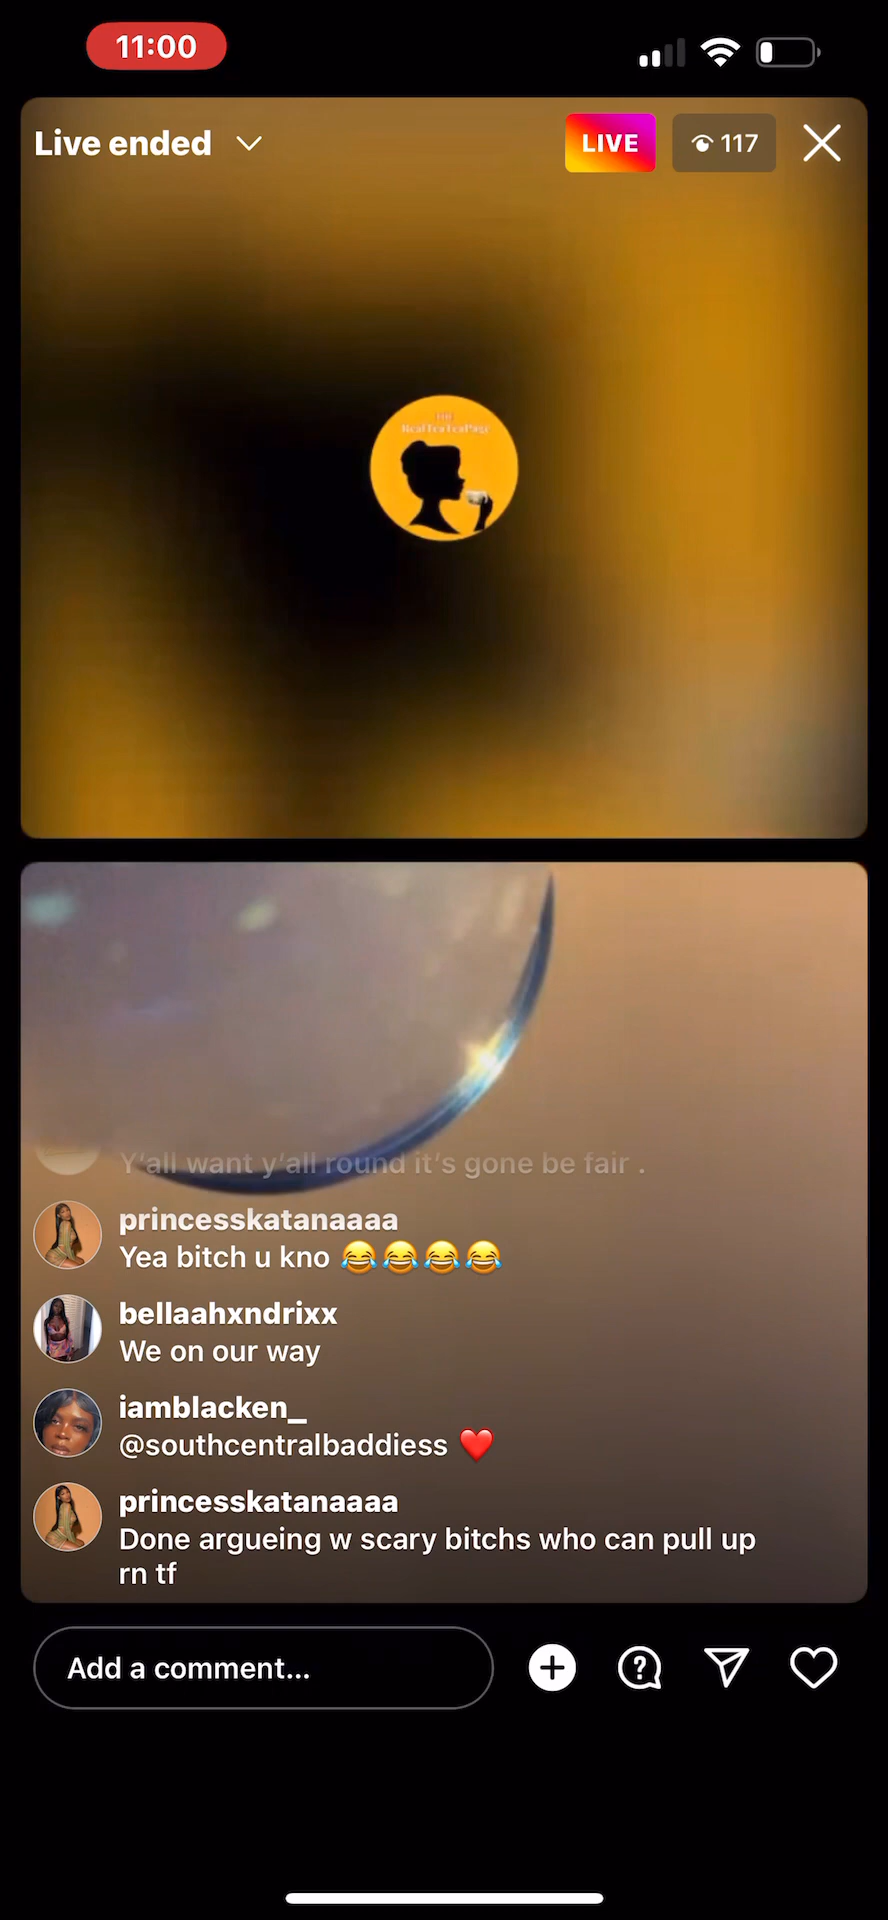 11:00
Live ended
LIVE
117
THE
RealTeaTeaPage
Y'all want y'all round it's gone be fair .
princesskatanaaaa
Yea bitch u kno 😂😂😂😂
bellaahxndrixx
We on our way
iamblacken_
@southcentralbaddiess ❤️
princesskatanaaaa
Done argueing w scary bitchs who can pull up
rn tf
Add a comment...